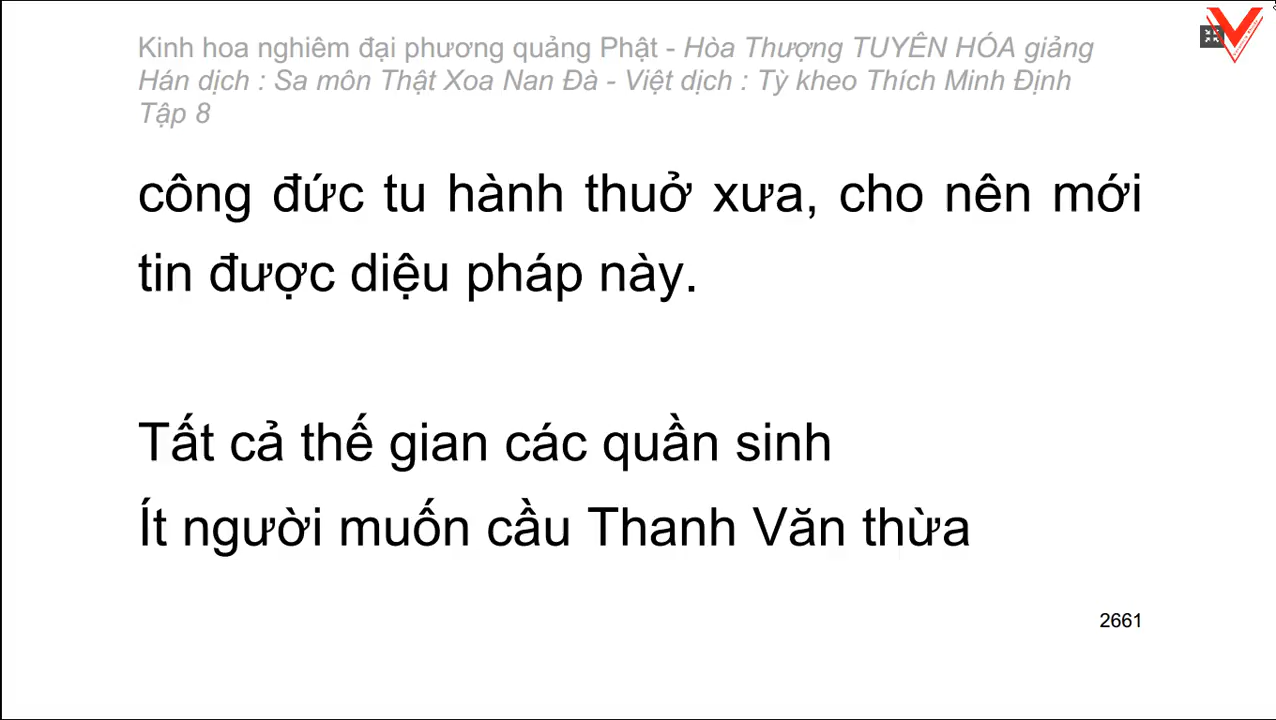 Kinh hoa nghiêm đại phương quảng Phật - Hòa Thượng TUYÊN HÓA giảng
Hán dịch : Sa môn Thật Xoa Nan Đà - Việt dịch : Tỳ kheo Thích Minh Định
Tập 8
công đức tu hành thuở xưa, cho nên mới
tin được diệu pháp này.
Tất cả thế gian các quần sinh
Ít người muốn cầu Thanh Văn thừa
2661